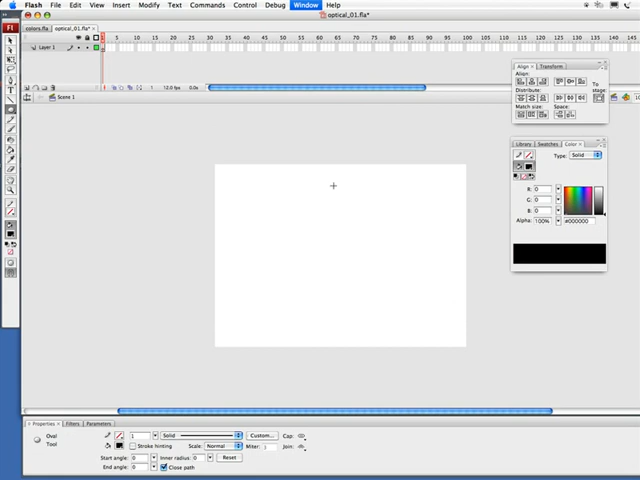 Flash File Edit View Insert Modify Text Commands Control Debug Window Help
optical_01.fla*
colors.fla optical_01.fla*
1 5 10 15 20 25 30 35 40 45 50 55 60 65 70 75 80 85 90 95 100 105 110 115 120 125 130 135 140 145
Layer 1
1 12.0 fps 0.0s
Scene 1
Fl
Align × Transform
Align:
To stage:
Distribute:
Match size: Space:
Library Swatches Color ×
Type: Solid
R: 0
G: 0
B: 0
Alpha: 100% #000000
Properties × Filters Parameters
Oval Tool
1 Solid Custom... Cap:
Stroke hinting Scale: Normal Miter: Join:
Start angle: 0 Inner radius: 0 Reset
End angle: 0 Close path